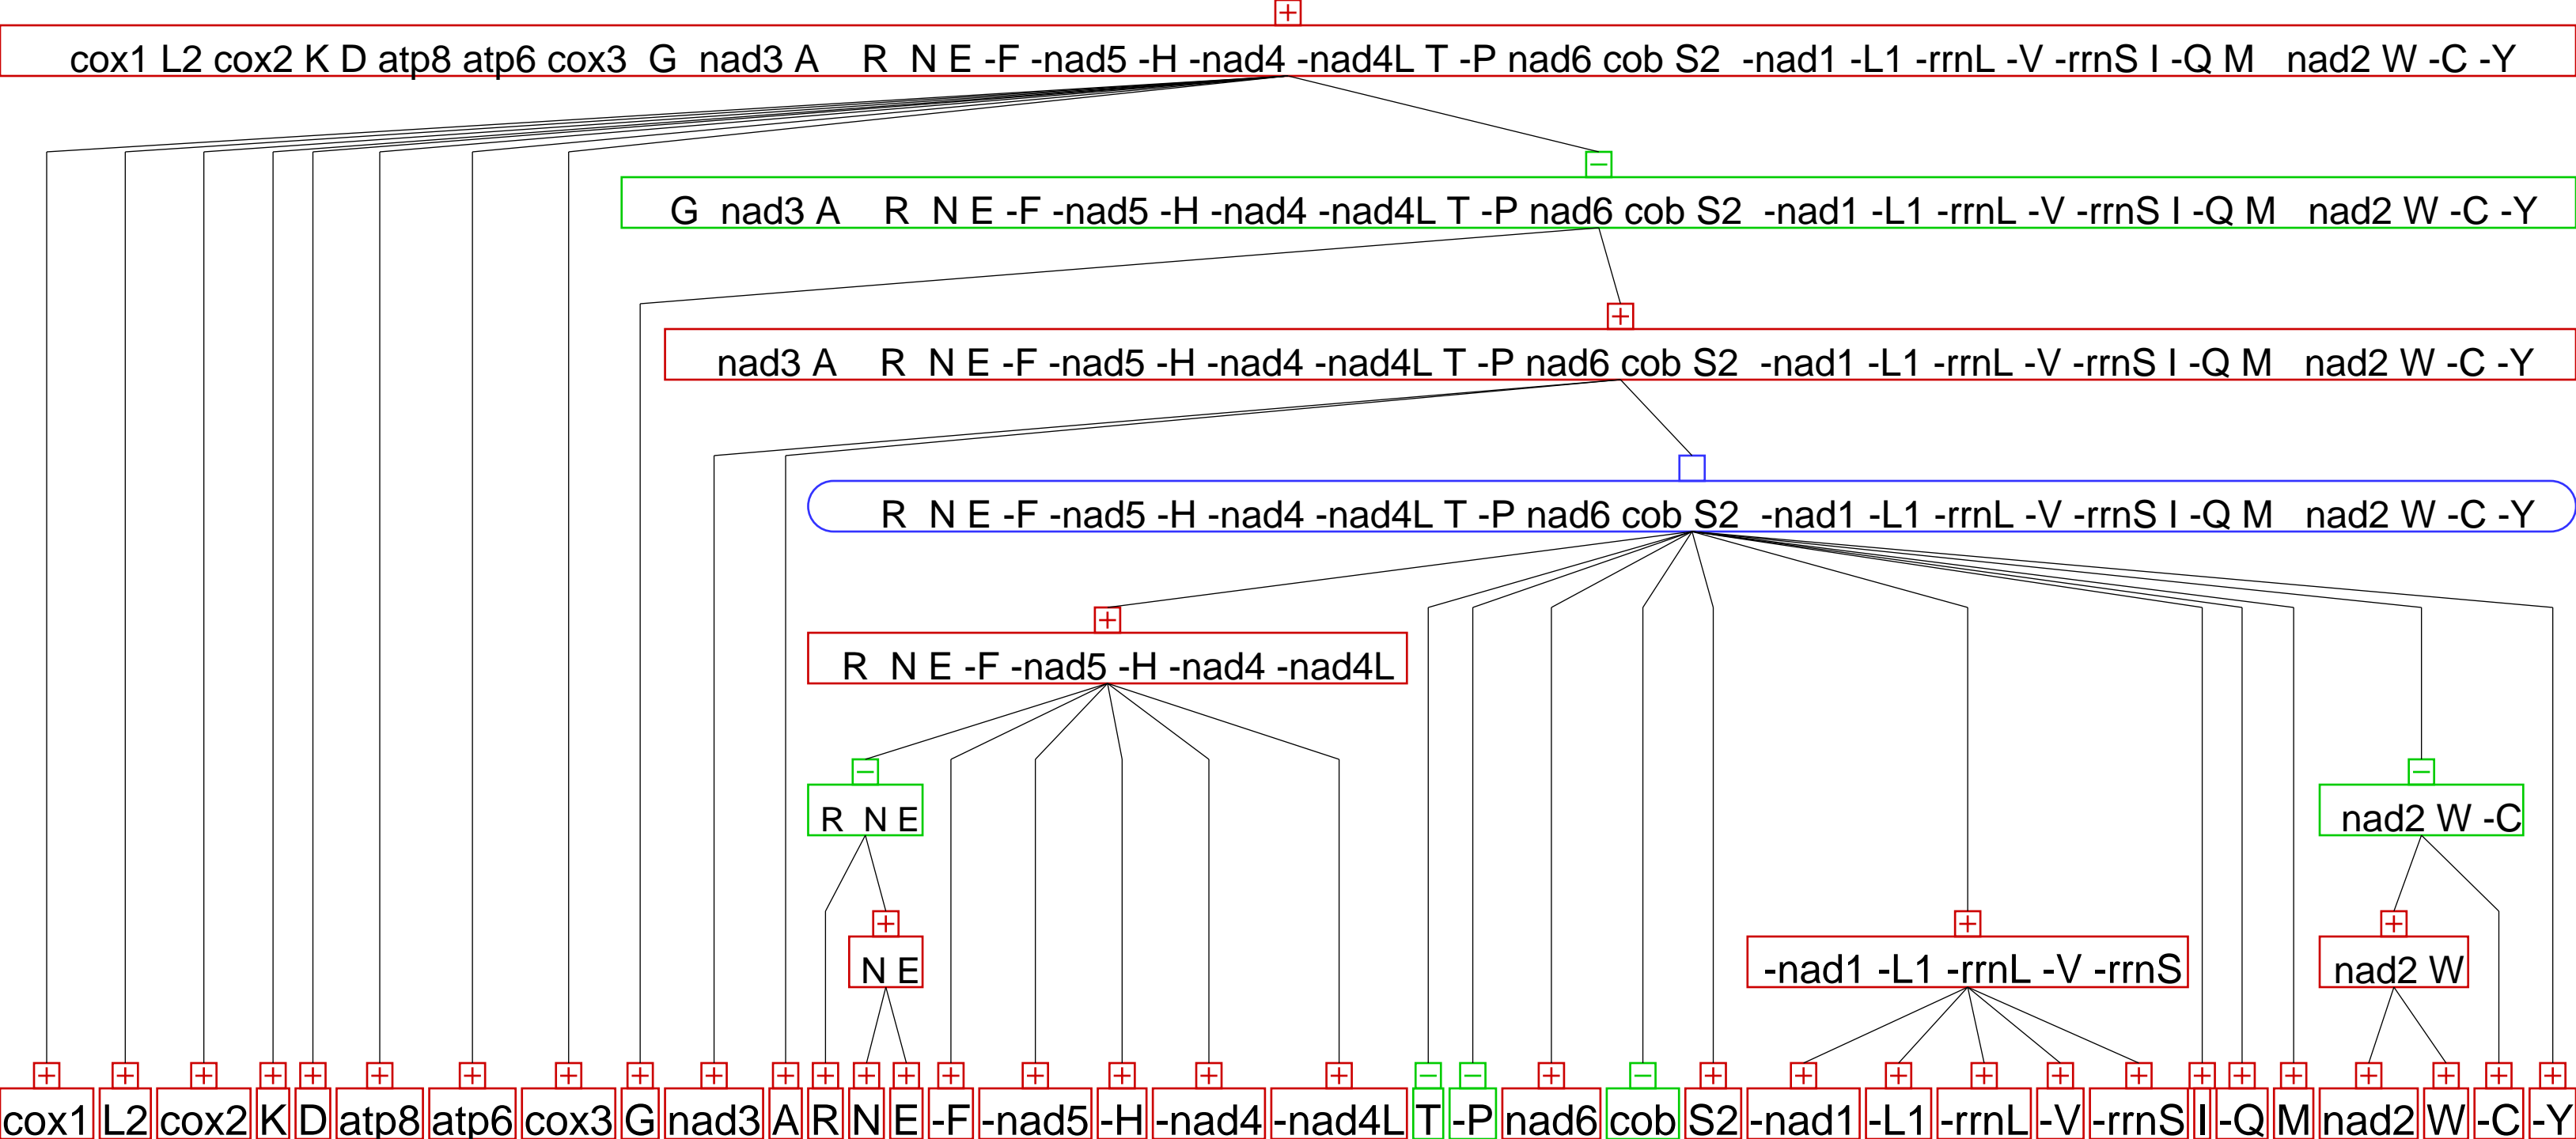 +
cox1 L2 cox2 K D atp8 atp6 cox3 G nad3 A R N E -F -nad5 -H -nad4 -nad4L T -P nad6 cob S2 -nad1 -L1 -rrnL -V -rrnS I -Q M nad2 W -C -Y
−
G nad3 A R N E -F -nad5 -H -nad4 -nad4L T -P nad6 cob S2 -nad1 -L1 -rrnL -V -rrnS I -Q M nad2 W -C -Y
+
nad3 A R N E -F -nad5 -H -nad4 -nad4L T -P nad6 cob S2 -nad1 -L1 -rrnL -V -rrnS I -Q M nad2 W -C -Y
R N E -F -nad5 -H -nad4 -nad4L T -P nad6 cob S2 -nad1 -L1 -rrnL -V -rrnS I -Q M nad2 W -C -Y
+
R N E -F -nad5 -H -nad4 -nad4L
− −
R N E nad2 W -C
+ + +
N E -nad1 -L1 -rrnL -V -rrnS nad2 W
+ + + + + + + + + + + + + + + + + + + − − + − + + + + + + + + + + + + +
cox1 L2 cox2 K D atp8 atp6 cox3 G nad3 A R N E -F -nad5 -H -nad4 -nad4L T -P nad6 cob S2 -nad1 -L1 -rrnL -V -rrnS I -Q M nad2 W -C -Y